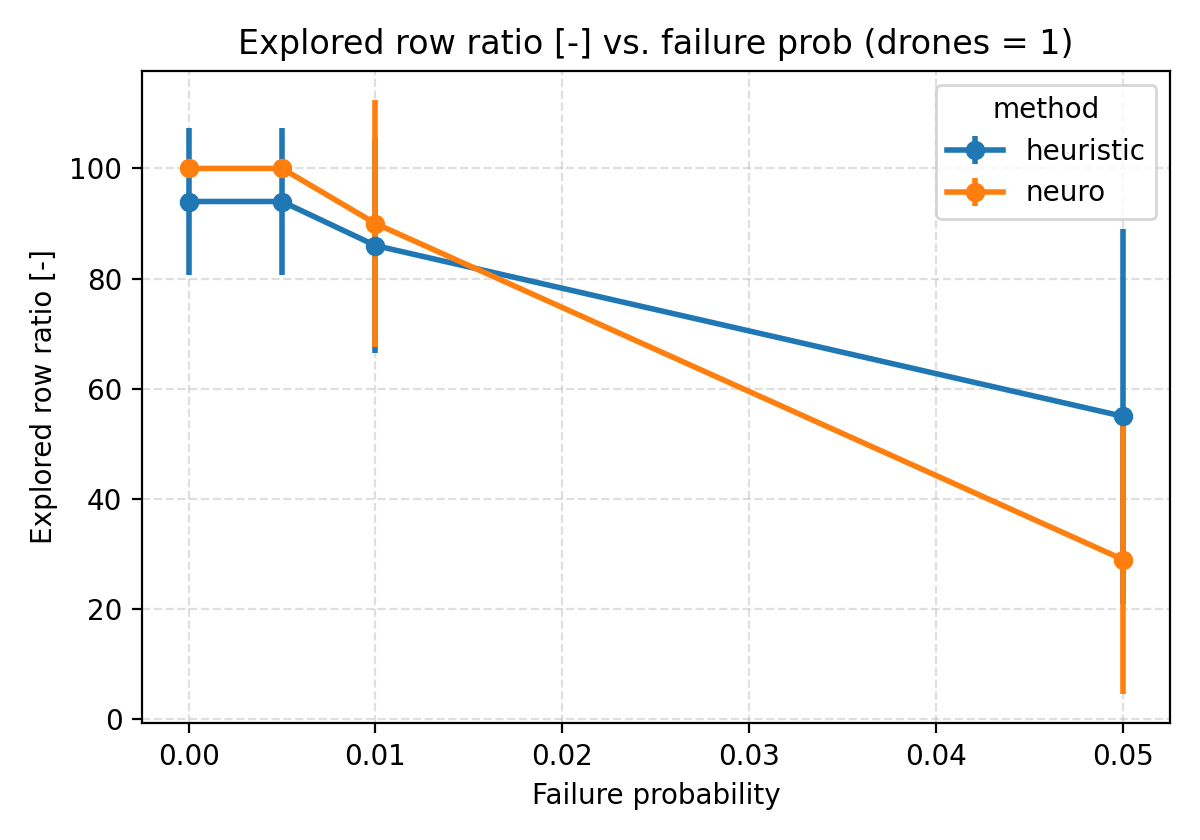 Explored row ratio [-] vs. failure prob (drones = 1)
method
heuristic
neuro
Explored row ratio [-]
100
80
60
40
20
0
0.00 0.01 0.02 0.03 0.04 0.05
Failure probability